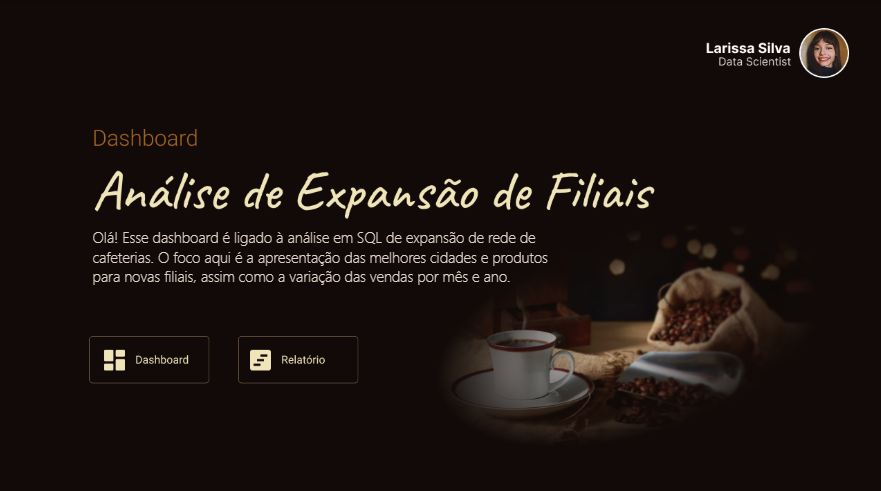 Larissa Silva
Data Scientist
Dashboard
Análise de Expansão de Filiais
Olá! Esse dashboard é ligado à análise em SQL de expansão de rede de
cafeterias. O foco aqui é a apresentação das melhores cidades e produtos
para novas filiais, assim como a variação das vendas por mês e ano.
Dashboard
Relatório